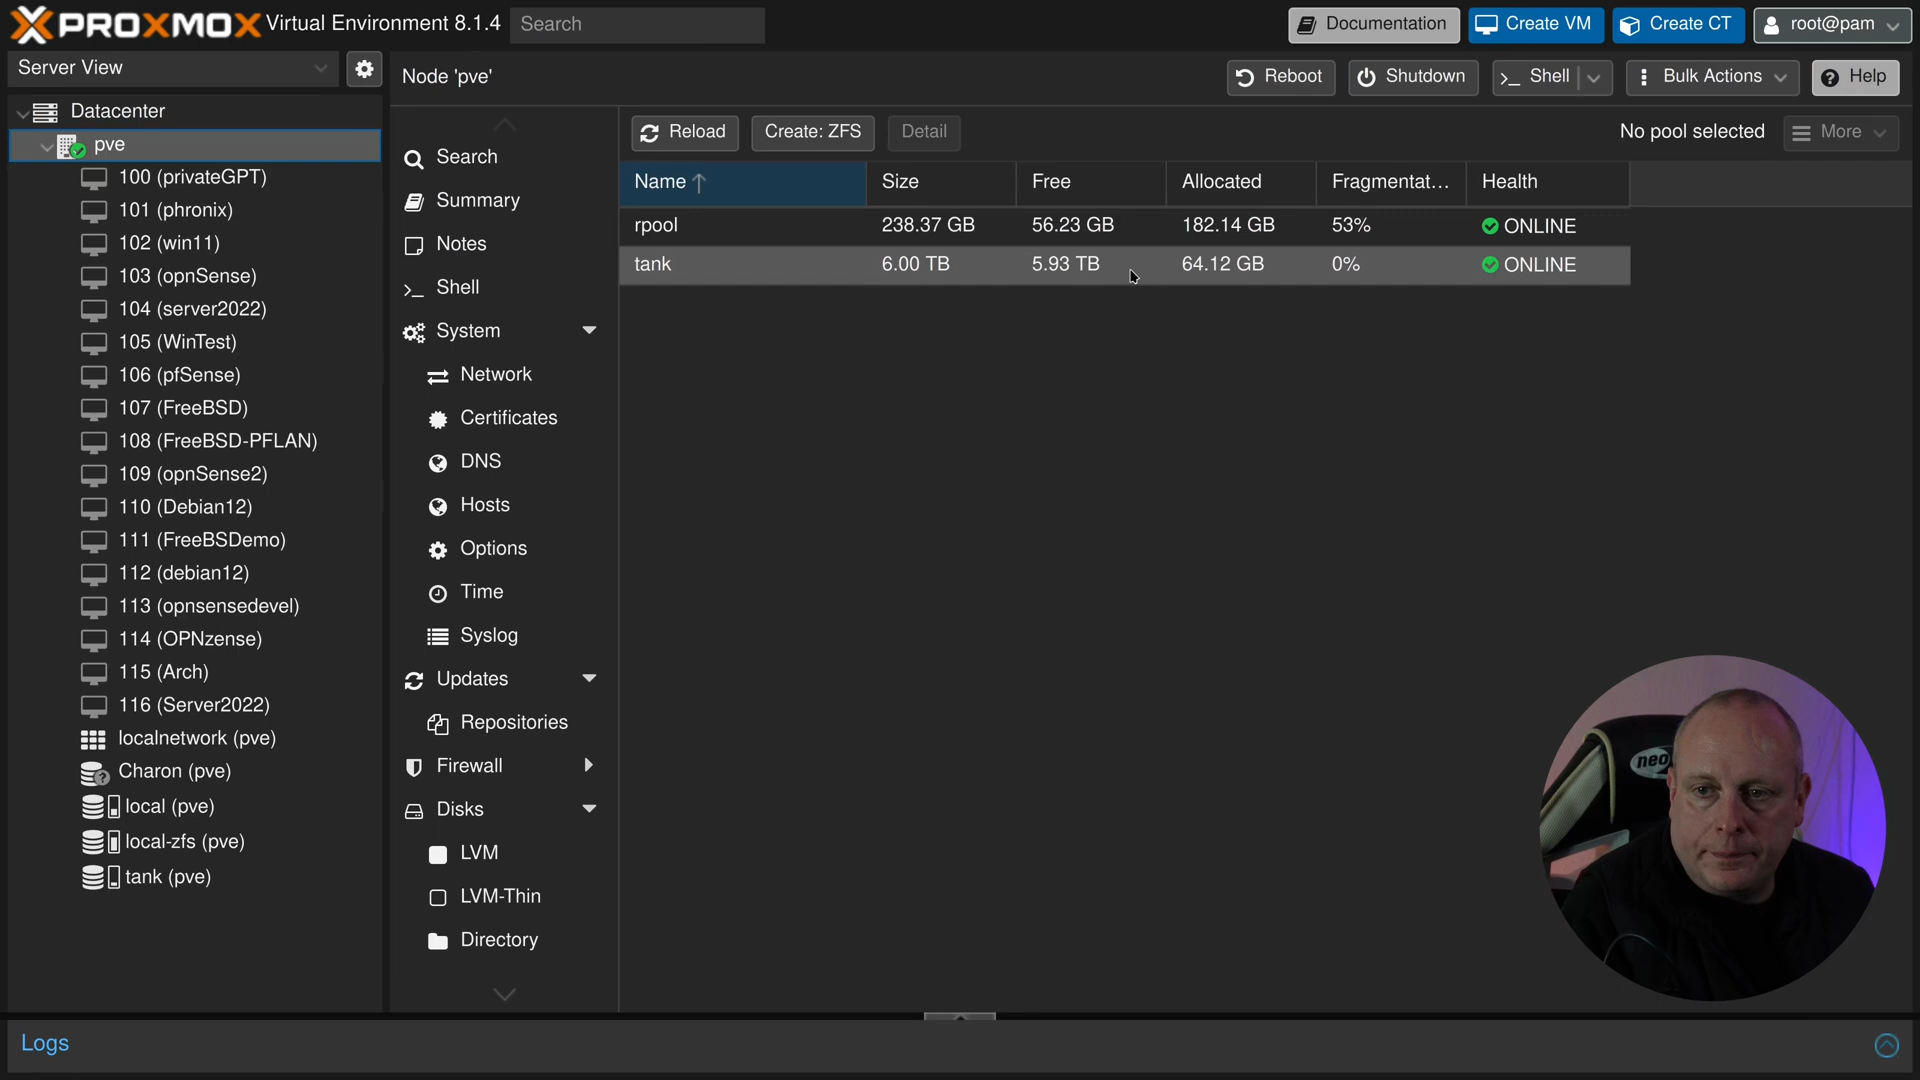 PROXMOX Virtual Environment 8.1.4
Search
Documentation
Create VM
Create CT
root@pam
Server View
Node 'pve'
Reboot
Shutdown
>_ Shell
Bulk Actions
Help
Datacenter
pve
100 (privateGPT)
101 (phronix)
102 (win11)
103 (opnSense)
104 (server2022)
105 (WinTest)
106 (pfSense)
107 (FreeBSD)
108 (FreeBSD-PFLAN)
109 (opnSense2)
110 (Debian12)
111 (FreeBSDemo)
112 (debian12)
113 (opnsensedevel)
114 (OPNzense)
115 (Arch)
116 (Server2022)
localnetwork (pve)
Charon (pve)
local (pve)
local-zfs (pve)
tank (pve)
Search
Summary
Notes
>_ Shell
System
Network
Certificates
DNS
Hosts
Options
Time
Syslog
Updates
Repositories
Firewall
Disks
LVM
LVM-Thin
Directory
Reload
Create: ZFS
Detail
No pool selected
More
Name Size Free Allocated Fragmentat... Health
rpool 238.37 GB 56.23 GB 182.14 GB 53% ONLINE
tank 6.00 TB 5.93 TB 64.12 GB 0% ONLINE
neo
Logs